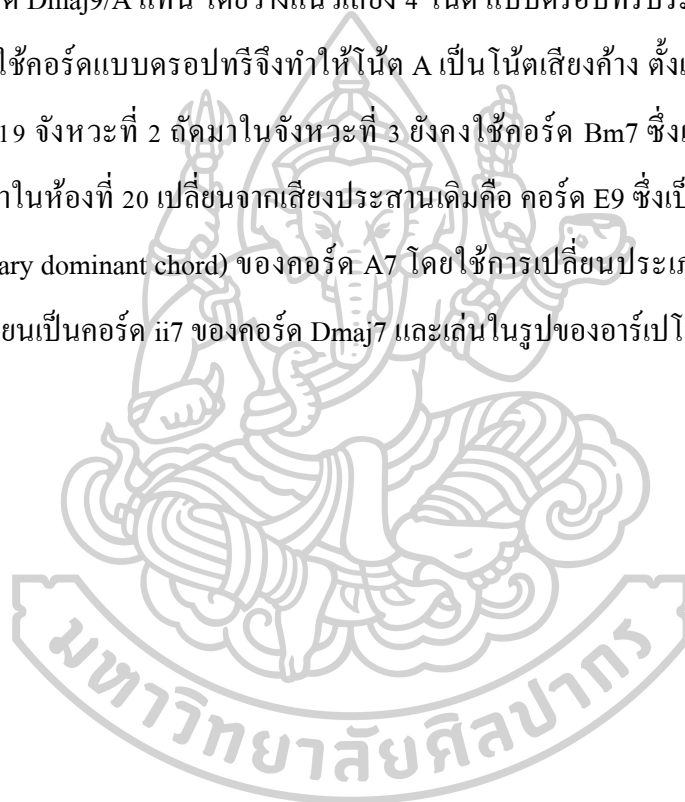 Dmaj9/A แทน โดยวางแนวเสียง 4 โน้ต แบบดรอปทรีประ
ใช้คอร์ดแบบดรอปทรีจึงทำให้โน้ต A เป็นโน้ตเสียงค้าง ตั้งแ
19 จังหวะที่ 2 ถัดมาในจังหวะที่ 3 ยังคงใช้คอร์ด Bm7 ซึ่งเ
าในห้องที่ 20 เปลี่ยนจากเสียงประสานเดิมคือ คอร์ด E9 ซึ่งเป็
ary dominant chord) ของคอร์ด A7 โดยใช้การเปลี่ยนประเภ
ยนเป็นคอร์ด ii7 ของคอร์ด Dmaj7 และเล่นในรูปของอาร์เปโ
มหาวิทยาลัยศิลปากร